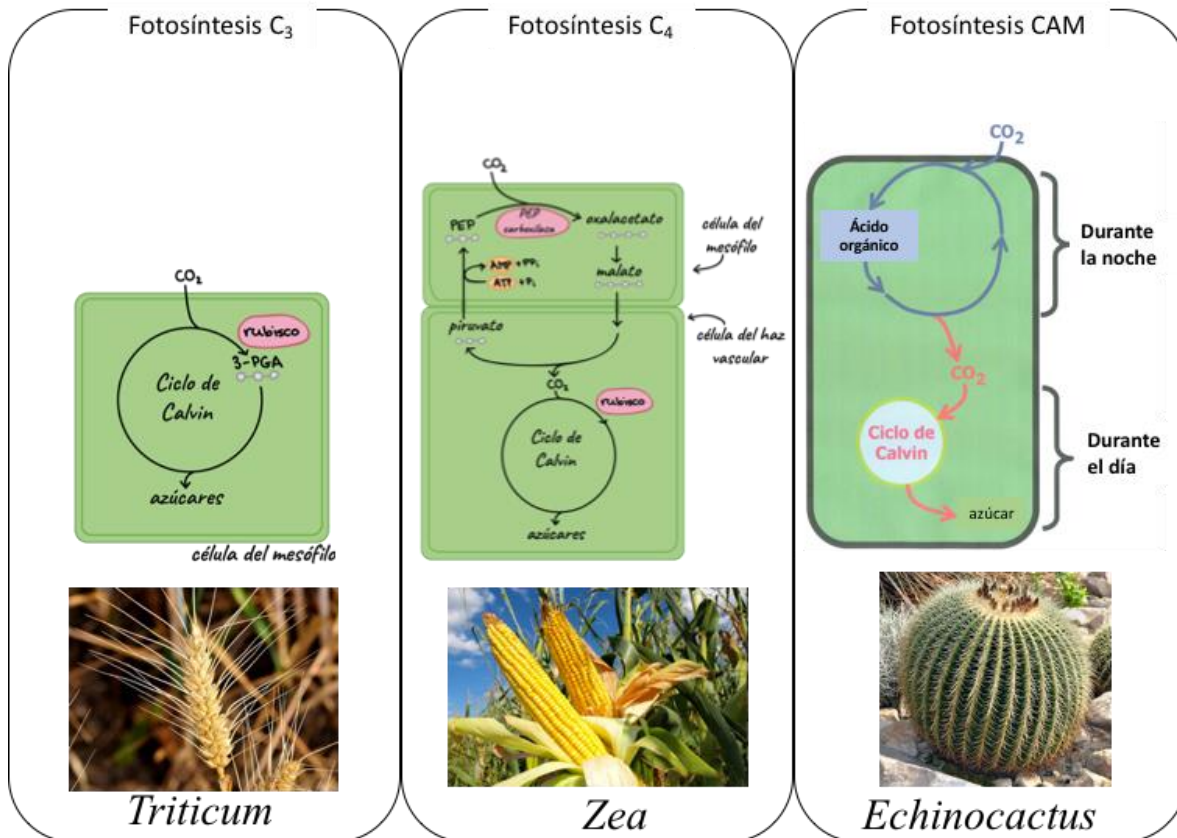 Fotosíntesis C₃
CO₂
rubisco
3-PGA
Ciclo de
Calvin
azúcares
célula del mesófilo
Triticum
Fotosíntesis C₄
CO₂
PEP
PEP
carboxilasa
oxalacetato
AMP + PPᵢ
ATP + Pᵢ
malato
célula del
mesófilo
piruvato
célula del haz
vascular
CO₂
rubisco
Ciclo de
Calvin
azúcares
Zea
Fotosíntesis CAM
CO₂
Ácido
orgánico
Durante
la noche
CO₂
Ciclo de
Calvin
Durante
el día
azúcar
Echinocactus